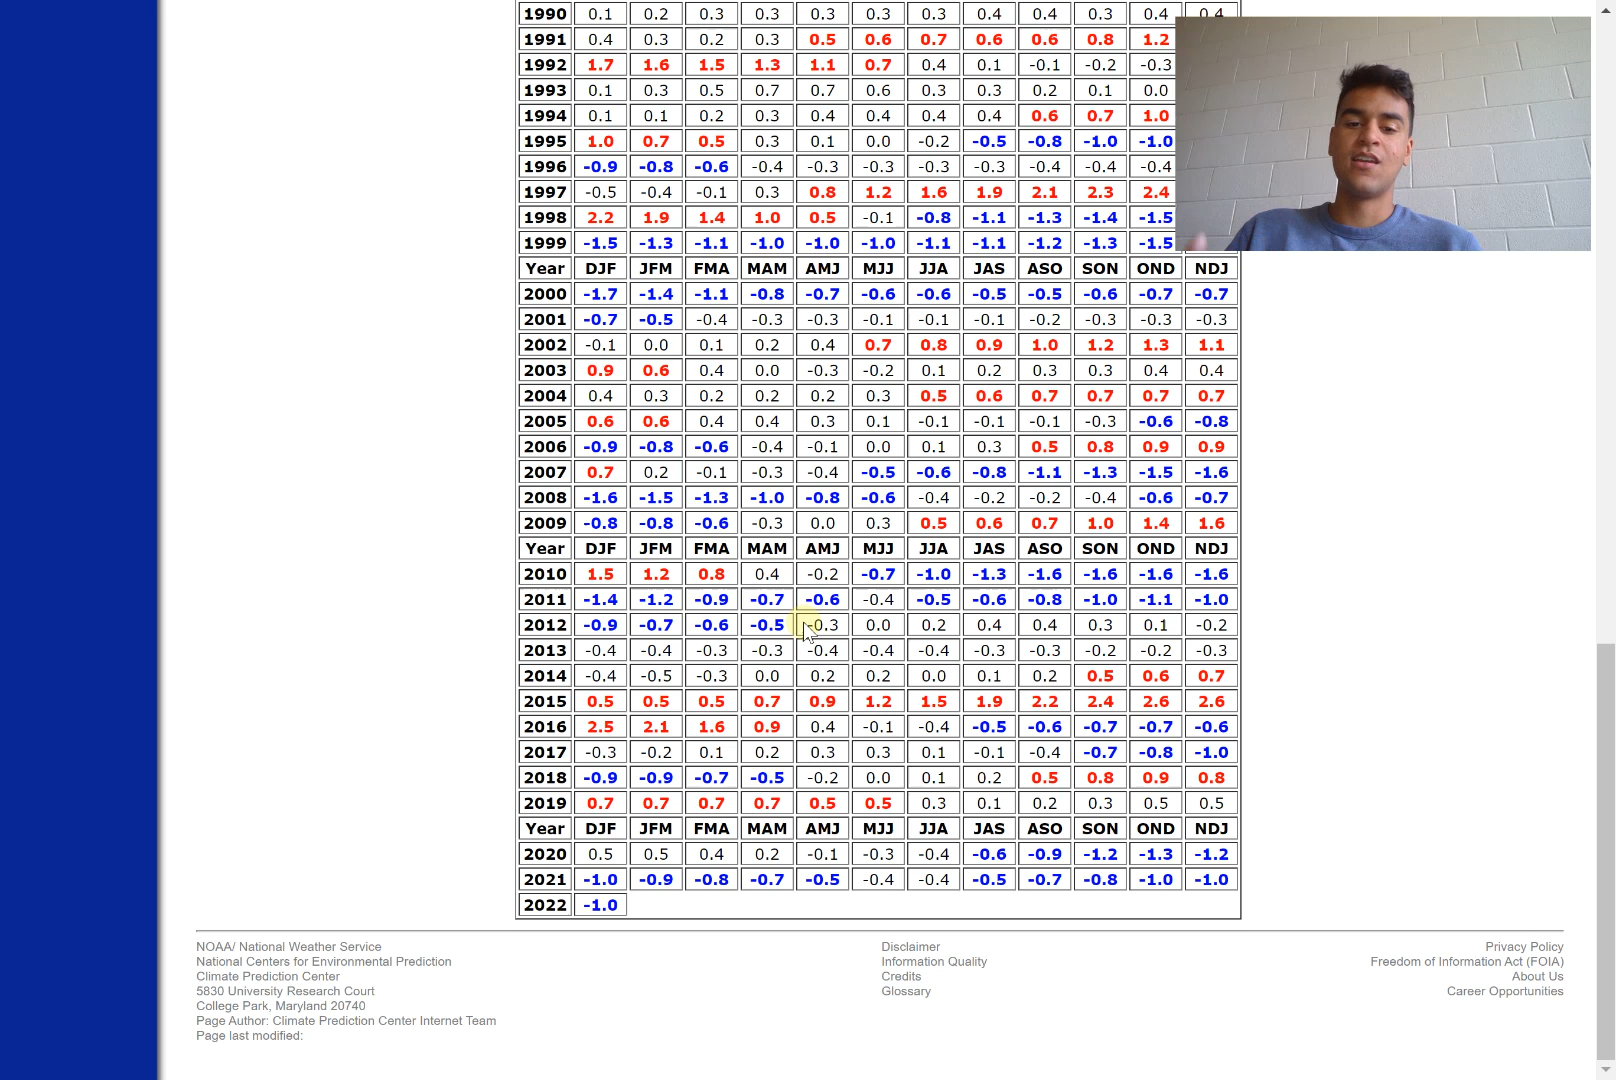 1990 0.1 0.2 0.3 0.3 0.3 0.3 0.3 0.4 0.4 0.3 0.4 0.4
1991 0.4 0.3 0.2 0.3 0.5 0.6 0.7 0.6 0.6 0.8 1.2
1992 1.7 1.6 1.5 1.3 1.1 0.7 0.4 0.1 -0.1 -0.2 -0.3
1993 0.1 0.3 0.5 0.7 0.7 0.6 0.3 0.3 0.2 0.1 0.0
1994 0.1 0.1 0.2 0.3 0.4 0.4 0.4 0.4 0.6 0.7 1.0
1995 1.0 0.7 0.5 0.3 0.1 0.0 -0.2 -0.5 -0.8 -1.0 -1.0
1996 -0.9 -0.8 -0.6 -0.4 -0.3 -0.3 -0.3 -0.3 -0.4 -0.4 -0.4
1997 -0.5 -0.4 -0.1 0.3 0.8 1.2 1.6 1.9 2.1 2.3 2.4
1998 2.2 1.9 1.4 1.0 0.5 -0.1 -0.8 -1.1 -1.3 -1.4 -1.5
1999 -1.5 -1.3 -1.1 -1.0 -1.0 -1.0 -1.1 -1.1 -1.2 -1.3 -1.5
Year DJF JFM FMA MAM AMJ MJJ JJA JAS ASO SON OND NDJ
2000 -1.7 -1.4 -1.1 -0.8 -0.7 -0.6 -0.6 -0.5 -0.5 -0.6 -0.7 -0.7
2001 -0.7 -0.5 -0.4 -0.3 -0.3 -0.1 -0.1 -0.1 -0.2 -0.3 -0.3 -0.3
2002 -0.1 0.0 0.1 0.2 0.4 0.7 0.8 0.9 1.0 1.2 1.3 1.1
2003 0.9 0.6 0.4 0.0 -0.3 -0.2 0.1 0.2 0.3 0.3 0.4 0.4
2004 0.4 0.3 0.2 0.2 0.2 0.3 0.5 0.6 0.7 0.7 0.7 0.7
2005 0.6 0.6 0.4 0.4 0.3 0.1 -0.1 -0.1 -0.1 -0.3 -0.6 -0.8
2006 -0.9 -0.8 -0.6 -0.4 -0.1 0.0 0.1 0.3 0.5 0.8 0.9 0.9
2007 0.7 0.2 -0.1 -0.3 -0.4 -0.5 -0.6 -0.8 -1.1 -1.3 -1.5 -1.6
2008 -1.6 -1.5 -1.3 -1.0 -0.8 -0.6 -0.4 -0.2 -0.2 -0.4 -0.6 -0.7
2009 -0.8 -0.8 -0.6 -0.3 0.0 0.3 0.5 0.6 0.7 1.0 1.4 1.6
Year DJF JFM FMA MAM AMJ MJJ JJA JAS ASO SON OND NDJ
2010 1.5 1.2 0.8 0.4 -0.2 -0.7 -1.0 -1.3 -1.6 -1.6 -1.6 -1.6
2011 -1.4 -1.2 -0.9 -0.7 -0.6 -0.4 -0.5 -0.6 -0.8 -1.0 -1.1 -1.0
2012 -0.9 -0.7 -0.6 -0.5 -0.3 0.0 0.2 0.4 0.4 0.3 0.1 -0.2
2013 -0.4 -0.4 -0.3 -0.3 -0.4 -0.4 -0.4 -0.3 -0.3 -0.2 -0.2 -0.3
2014 -0.4 -0.5 -0.3 0.0 0.2 0.2 0.0 0.1 0.2 0.5 0.6 0.7
2015 0.5 0.5 0.5 0.7 0.9 1.2 1.5 1.9 2.2 2.4 2.6 2.6
2016 2.5 2.1 1.6 0.9 0.4 -0.1 -0.4 -0.5 -0.6 -0.7 -0.7 -0.6
2017 -0.3 -0.2 0.1 0.2 0.3 0.3 0.1 -0.1 -0.4 -0.7 -0.8 -1.0
2018 -0.9 -0.9 -0.7 -0.5 -0.2 0.0 0.1 0.2 0.5 0.8 0.9 0.8
2019 0.7 0.7 0.7 0.7 0.5 0.5 0.3 0.1 0.2 0.3 0.5 0.5
Year DJF JFM FMA MAM AMJ MJJ JJA JAS ASO SON OND NDJ
2020 0.5 0.5 0.4 0.2 -0.1 -0.3 -0.4 -0.6 -0.9 -1.2 -1.3 -1.2
2021 -1.0 -0.9 -0.8 -0.7 -0.5 -0.4 -0.4 -0.5 -0.7 -0.8 -1.0 -1.0
2022 -1.0
NOAA/ National Weather Service
National Centers for Environmental Prediction
Climate Prediction Center
5830 University Research Court
College Park, Maryland 20740
Page Author: Climate Prediction Center Internet Team
Page last modified:
Disclaimer
Information Quality
Credits
Glossary
Privacy Policy
Freedom of Information Act (FOIA)
About Us
Career Opportunities